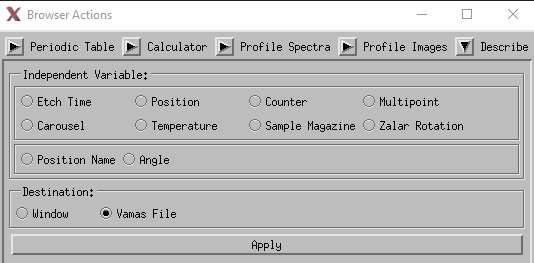 Browser Actions
Periodic Table Calculator Profile Spectra Profile Images Describe
Independent Variable:
Etch Time Position Counter Multipoint
Carousel Temperature Sample Magazine Zalar Rotation
Position Name Angle
Destination:
Window Vamas File
Apply